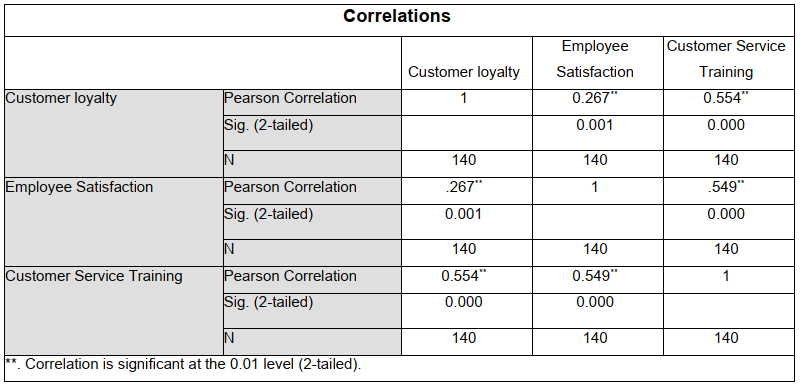 Correlations
Customer loyalty Employee Satisfaction Customer Service Training
Customer loyalty Pearson Correlation 1 0.267** 0.554**
Sig. (2-tailed) 0.001 0.000
N 140 140 140
Employee Satisfaction Pearson Correlation .267** 1 .549**
Sig. (2-tailed) 0.001 0.000
N 140 140 140
Customer Service Training Pearson Correlation 0.554** 0.549** 1
Sig. (2-tailed) 0.000 0.000
N 140 140 140
**. Correlation is significant at the 0.01 level (2-tailed).